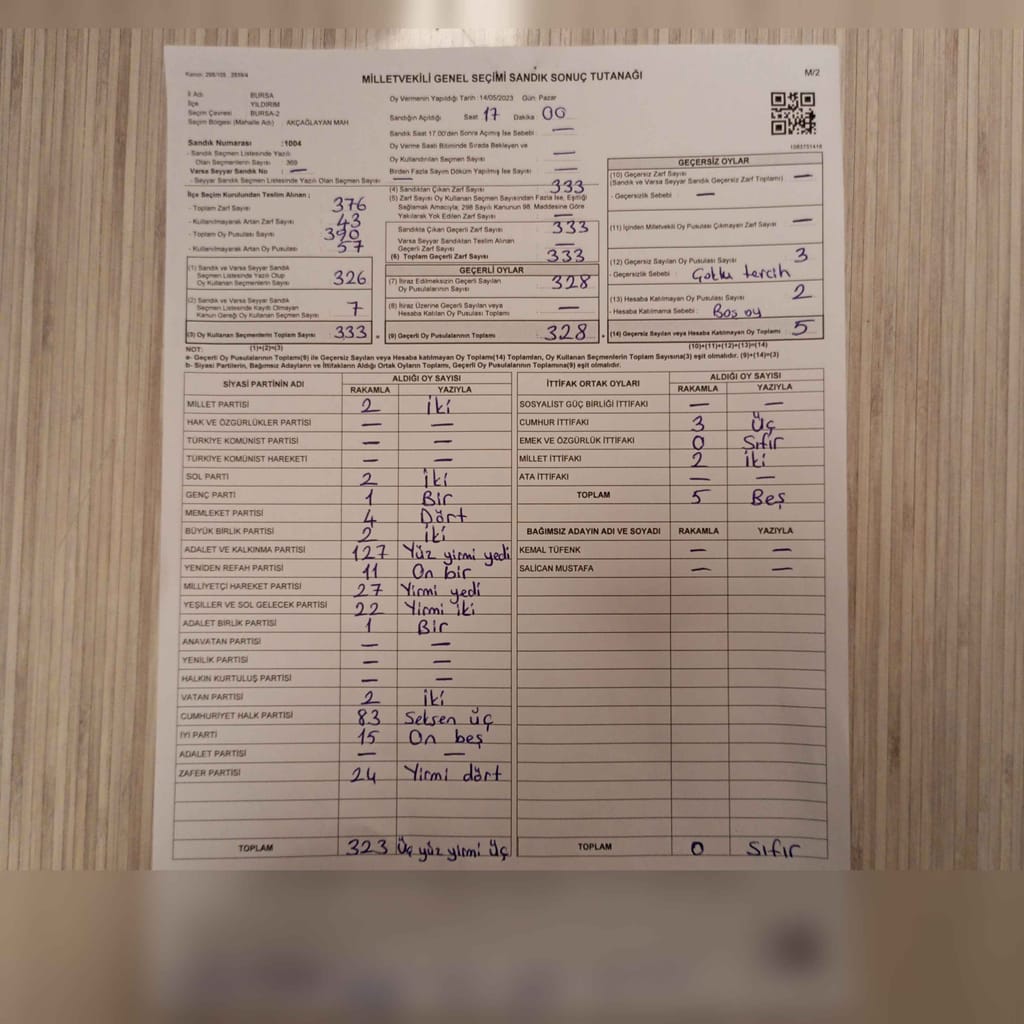 Kanun: 298/105 2839/4
MİLLETVEKİLİ GENEL SEÇİMİ SANDIK SONUÇ TUTANAĞI
M/2
İl Adı BURSA
İlçe YILDIRIM
Seçim Çevresi BURSA-2
Seçim Bölgesi (Mahalle Adı) AKÇAĞLAYAN MAH
Sandık Numarası :1004
- Sandık Seçmen Listesinde Yazılı
Olan Seçmenlerin Sayısı 369
Varsa Seyyar Sandık No : —
- Seyyar Sandık Seçmen Listesinde Yazılı Olan Seçmen Sayısı —
İlçe Seçim Kurulundan Teslim Alınan ;
- Toplam Zarf Sayısı 376
- Kullanılmayarak Artan Zarf Sayısı 43
- Toplam Oy Pusulası Sayısı 390
- Kullanılmayarak Artan Oy Pusulası 57
(1) Sandık ve Varsa Seyyar Sandık
Seçmen Listesinde Yazılı Olup
Oy Kullanan Seçmenlerin Sayısı 326
(2) Sandık ve Varsa Seyyar Sandık
Seçmen Listesinde Kayıtlı Olmayan
Kanun Gereği Oy Kullanan Seçmen Sayısı 7
(3) Oy Kullanan Seçmenlerin Toplam Sayısı 333
(1)+(2)=(3)
Oy Vermenin Yapıldığı Tarih :14/05/2023 Gün: Pazar
Sandığın Açıldığı Saat 17 Dakika 00
Sandık Saat 17.00'den Sonra Açılmış İse Sebebi : —
Oy Verme Saati Bitiminde Sırada Bekleyen ve
Oy Kullandırılan Seçmen Sayısı —
Birden Fazla Sayım Döküm Yapılmış İse Sayısı —
(4) Sandıktan Çıkan Zarf Sayısı 333
(5) Zarf Sayısı Oy Kullanan Seçmen Sayısından Fazla İse, Eşitliği
Sağlamak Amacıyla; 298 Sayılı Kanunun 98. Maddesine Göre
Yakılarak Yok Edilen Zarf Sayısı —
Sandıkta Çıkan Geçerli Zarf Sayısı 333
Varsa Seyyar Sandıktan Teslim Alınan
Geçerli Zarf Sayısı —
(6) Toplam Geçerli Zarf Sayısı 333
GEÇERLİ OYLAR
(7) İtiraz Edilmeksizin Geçerli Sayılan
Oy Pusulalarının Sayısı 328
(8) İtiraz Üzerine Geçerli Sayılan veya
Hesaba Katılan Oy Pusulası Toplamı —
(9) Geçerli Oy Pusulalarının Toplamı 328
1083751418
GEÇERSİZ OYLAR
(10) Geçersiz Zarf Sayısı
(Sandık ve Varsa Seyyar Sandık Geçersiz Zarf Toplamı) —
- Geçersizlik Sebebi : —
(11) İçinden Milletvekili Oy Pusulası Çıkmayan Zarf Sayısı —
(12) Geçersiz Sayılan Oy Pusulası Sayısı 3
- Geçersizlik Sebebi : Çoklu tercih
(13) Hesaba Katılmayan Oy Pusulası Sayısı 2
- Hesaba Katılmama Sebebi : Boş oy
(14) Geçersiz Sayılan veya Hesaba Katılmayan Oy Toplamı 5
(10)+(11)+(12)+(13)=(14)
NOT:
a- Geçerli Oy Pusulalarının Toplamı(9) ile Geçersiz Sayılan veya Hesaba katılmayan Oy Toplamı(14) Toplamları, Oy Kullanan Seçmenlerin Toplam Sayısına(3) eşit olmalıdır. (9)+(14)=(3)
b- Siyasi Partilerin, Bağımsız Adayların ve İttifakların Aldığı Ortak Oyların Toplamı, Geçerli Oy Pusulalarının Toplamına(9) eşit olmalıdır.
SİYASİ PARTİNİN ADI ALDIĞI OY SAYISI
RAKAMLA YAZIYLA
MİLLET PARTİSİ 2 İki
HAK VE ÖZGÜRLÜKLER PARTİSİ — —
TÜRKİYE KOMÜNİST PARTİSİ — —
TÜRKİYE KOMÜNİST HAREKETİ — —
SOL PARTİ 2 İki
GENÇ PARTİ 1 Bir
MEMLEKET PARTİSİ 4 Dört
BÜYÜK BİRLİK PARTİSİ 2 İki
ADALET VE KALKINMA PARTİSİ 127 Yüz yirmi yedi
YENİDEN REFAH PARTİSİ 11 On bir
MİLLİYETÇİ HAREKET PARTİSİ 27 Yirmi yedi
YEŞİLLER VE SOL GELECEK PARTİSİ 22 Yirmi iki
ADALET BİRLİK PARTİSİ 1 Bir
ANAVATAN PARTİSİ — —
YENİLİK PARTİSİ — —
HALKIN KURTULUŞ PARTİSİ — —
VATAN PARTİSİ 2 İki
CUMHURİYET HALK PARTİSİ 83 Seksen üç
İYİ PARTİ 15 On beş
ADALET PARTİSİ — —
ZAFER PARTİSİ 24 Yirmi dört
TOPLAM 323 Üç yüz yirmi üç
İTTİFAK ORTAK OYLARI ALDIĞI OY SAYISI
RAKAMLA YAZIYLA
SOSYALİST GÜÇ BİRLİĞİ İTTİFAKI — —
CUMHUR İTTİFAKI 3 Üç
EMEK VE ÖZGÜRLÜK İTTİFAKI 0 Sıfır
MİLLET İTTİFAKI 2 İki
ATA İTTİFAKI — —
TOPLAM 5 Beş
BAĞIMSIZ ADAYIN ADI VE SOYADI RAKAMLA YAZIYLA
KEMAL TÜFENK — —
SALİCAN MUSTAFA — —
TOPLAM 0 Sıfır